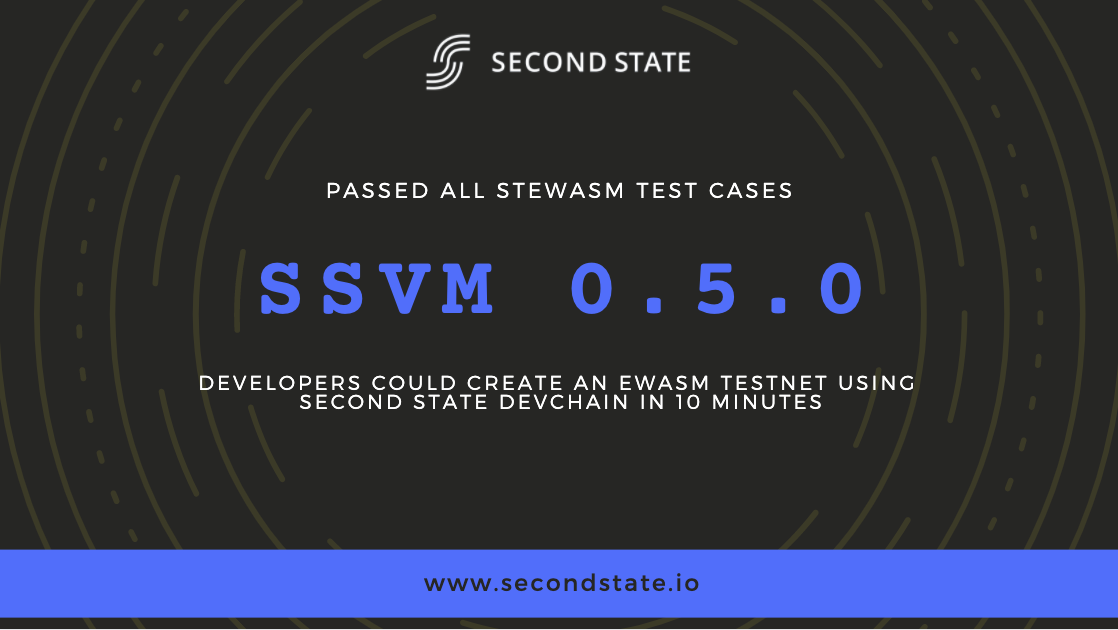 SECOND STATE
PASSED ALL STEWASM TEST CASES
SSVM 0.5.0
DEVELOPERS COULD CREATE AN EWASM TESTNET USING
SECOND STATE DEVCHAIN IN 10 MINUTES
www.secondstate.io